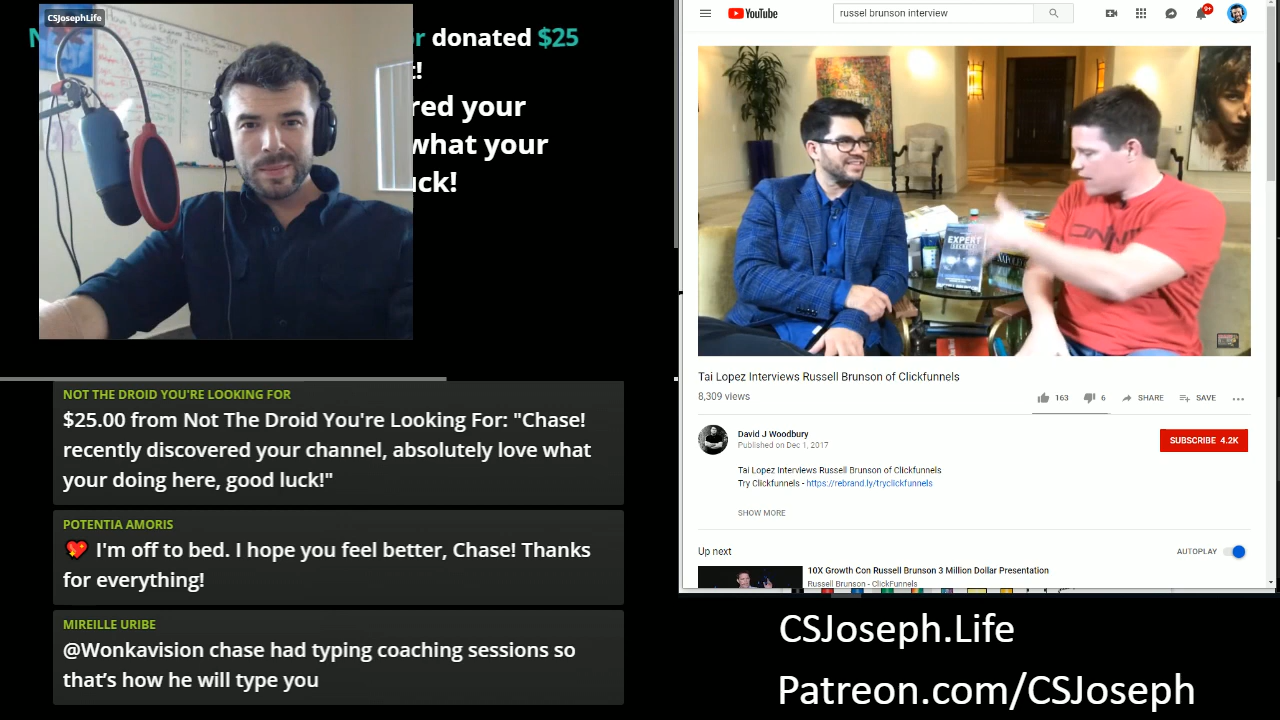 CSJosephLife
donated $25
red your
what your
NOT THE DROID YOU'RE LOOKING FOR
$25.00 from Not The Droid You're Looking For: "Chase!
recently discovered your channel, absolutely love what
your doing here, good luck!"
POTENTIA AMORIS
I'm off to bed. I hope you feel better, Chase! Thanks
for everything!
MIREILLE URIBE
@Wonkavision chase had typing coaching sessions so
that's how he will type you
YouTube
russel brunson interview
9+
EXPERT
Tai Lopez Interviews Russell Brunson of Clickfunnels
8,309 views
163
6
SHARE
SAVE
David J Woodbury
Published on Dec 1, 2017
SUBSCRIBE 4.2K
Tai Lopez Interviews Russell Brunson of Clickfunnels
Try Clickfunnels - https://rebrand.ly/tryclickfunnels
SHOW MORE
Up next
AUTOPLAY
10X Growth Con Russell Brunson 3 Million Dollar Presentation
Russell Brunson - ClickFunnels
CSJoseph.Life
Patreon.com/CSJoseph